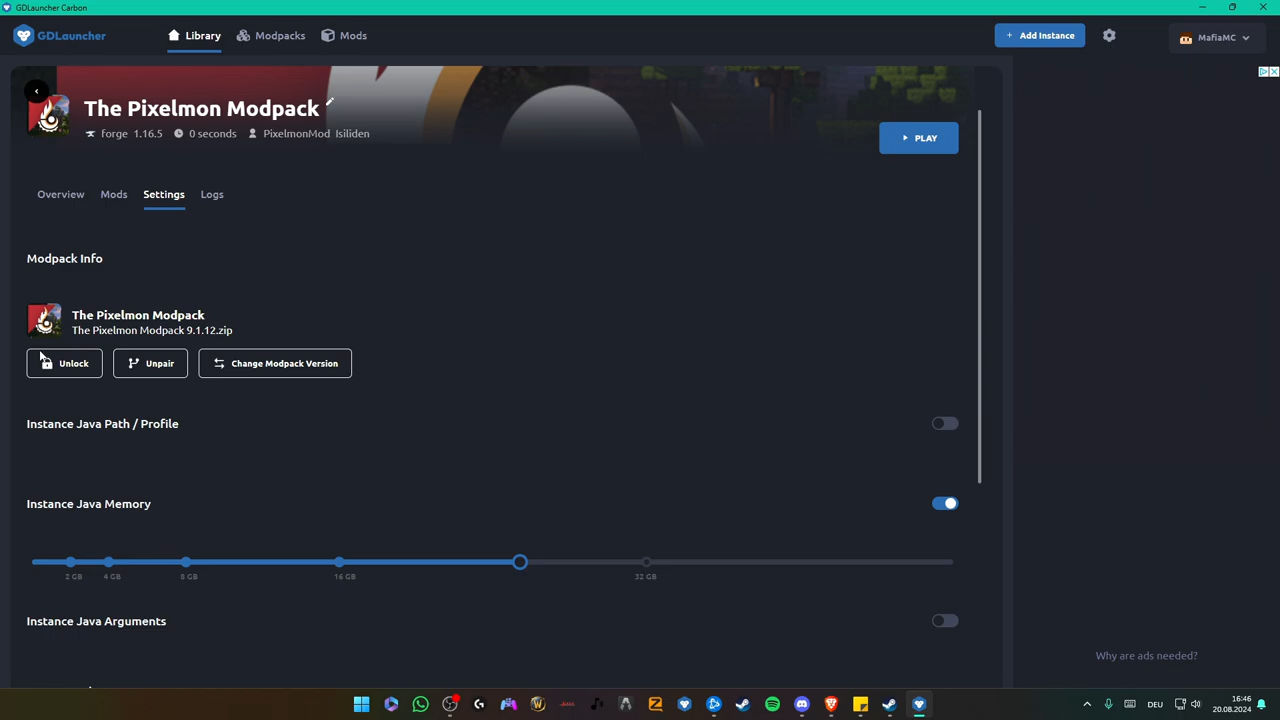 GDLauncher Carbon
GDLauncher
Library
Modpacks
Mods
+ Add Instance
MafiaMC
The Pixelmon Modpack
forge 1.16.5 0 seconds PixelmonMod Isiliden
PLAY
Overview Mods Settings Logs
Modpack Info
The Pixelmon Modpack
The Pixelmon Modpack 9.1.12.zip
Unlock
Unpair
Change Modpack Version
Instance Java Path / Profile
Instance Java Memory
2 GB 4 GB 8 GB 16 GB 32 GB
Instance Java Arguments
Why are ads needed?
DEU
16:46
20.08.2024